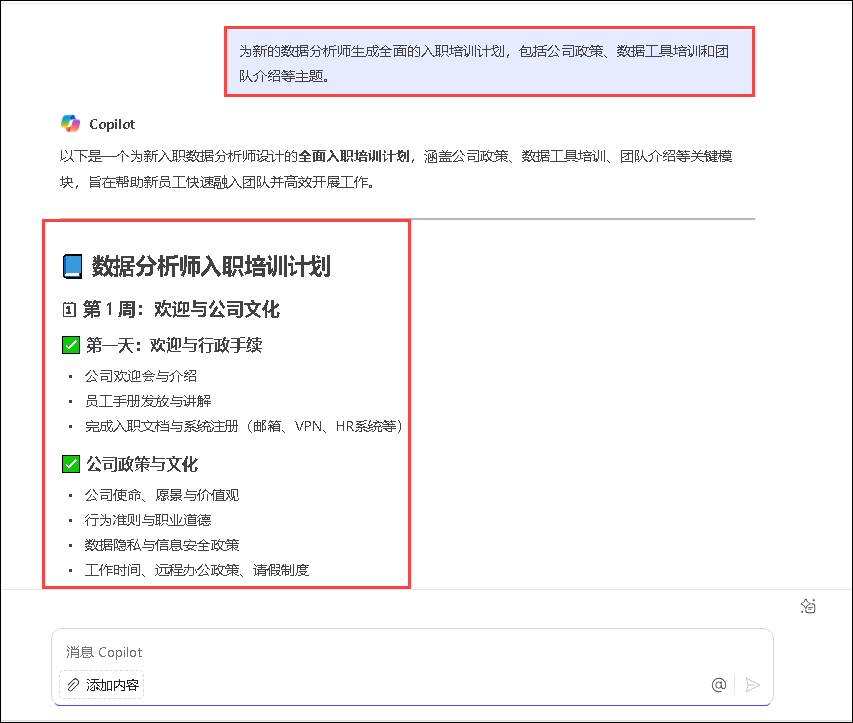 为新的数据分析师生成全面的入职培训计划，包括公司政策、数据工具培训和团
队介绍等主题。
Copilot
以下是一个为新入职数据分析师设计的全面入职培训计划，涵盖公司政策、数据工具培训、团队介绍等关键模
块，旨在帮助新员工快速融入团队并高效开展工作。
数据分析师入职培训计划
第 1 周：欢迎与公司文化
第一天：欢迎与行政手续
• 公司欢迎会与介绍
• 员工手册发放与讲解
• 完成入职文档与系统注册（邮箱、VPN、HR系统等）
公司政策与文化
• 公司使命、愿景与价值观
• 行为准则与职业道德
• 数据隐私与信息安全政策
• 工作时间、远程办公政策、请假制度
消息 Copilot
添加内容
@